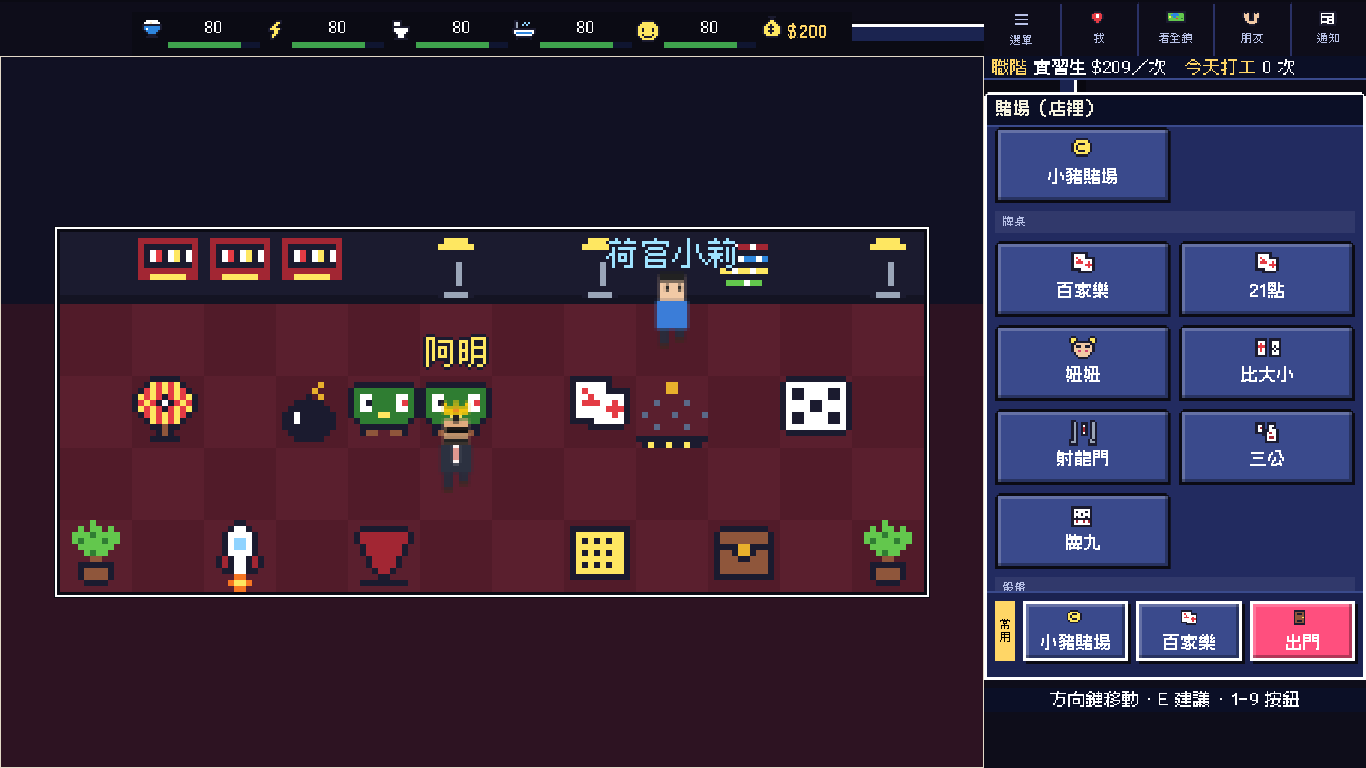 80 80 80 80 80 $200
選單 我 看全鎮 朋友 通知
職階 實習生 $209／次 今天打工 0 次
賭場（店裡）
小豬賭場
牌桌
百家樂 21點
妞妞 比大小
射龍門 三公
牌九
骰盤
常用 小豬賭場 百家樂 出門
方向鍵移動·E 建議·1-9 按鈕
荷官小莉
阿明